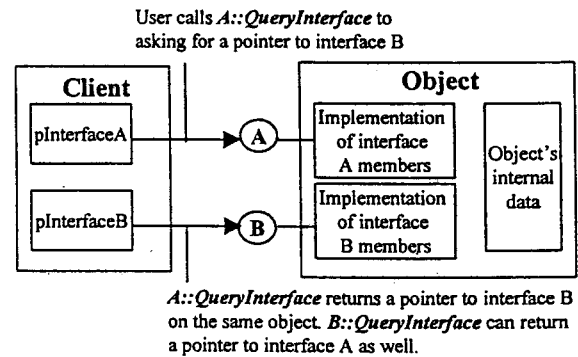 User calls A::QueryInterface to
asking for a pointer to interface B
Client
Object
pInterfaceA
A
Implementation
of interface
A members
Object's
internal
data
pInterfaceB
B
Implementation
of interface
B members
A::QueryInterface returns a pointer to interface B
on the same object. B::QueryInterface can return
a pointer to interface A as well.